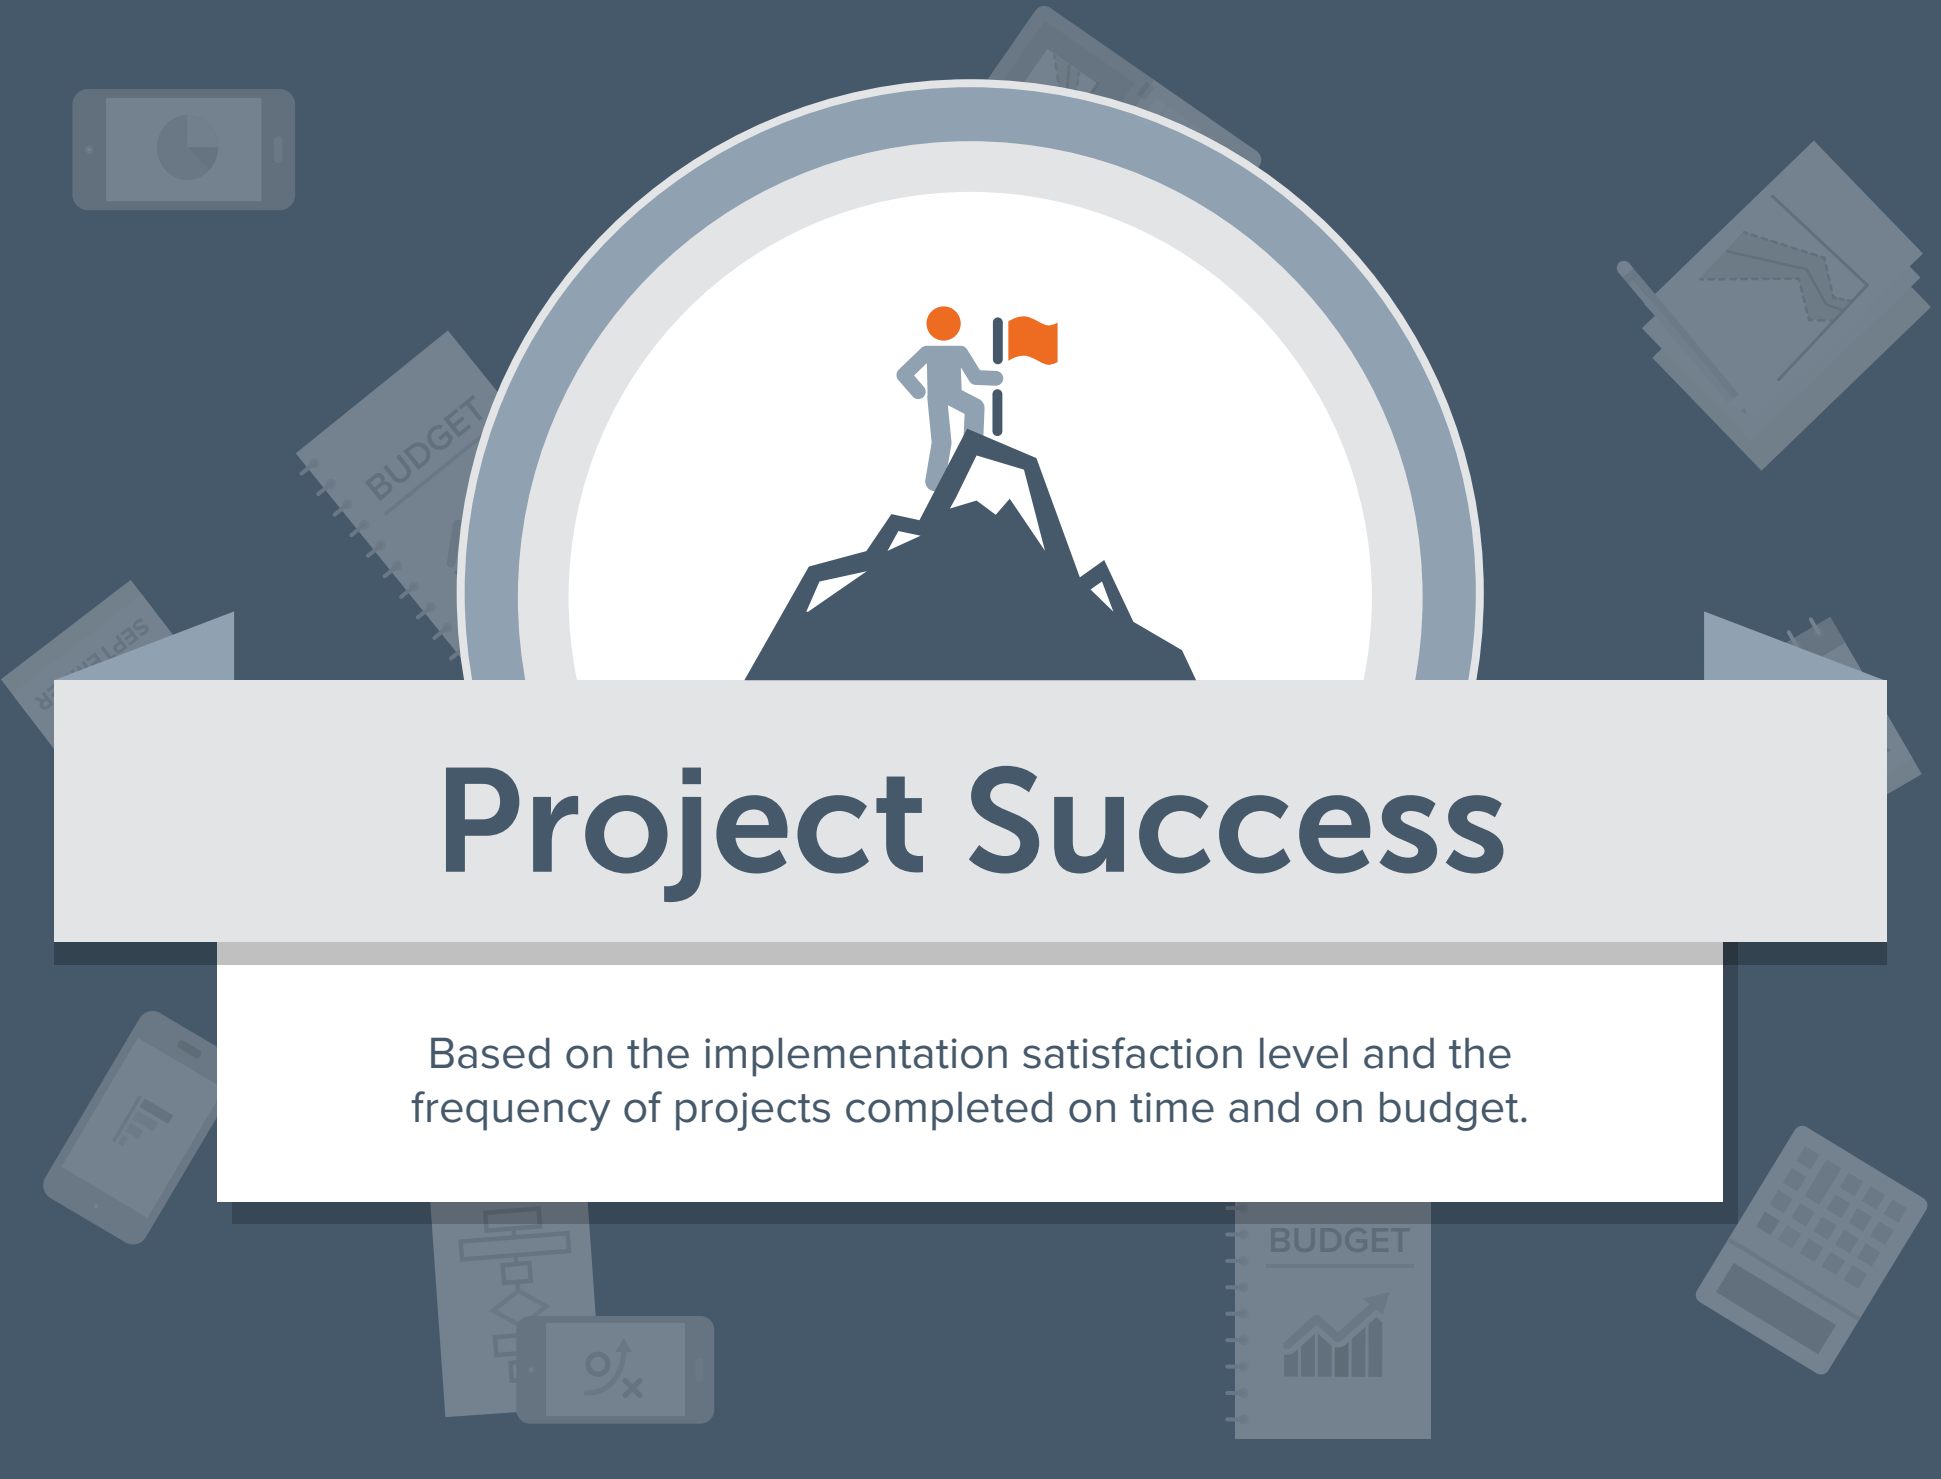 BUDGET
Project Success
Based on the implementation satisfaction level and the
frequency of projects completed on time and on budget.
BUDGET